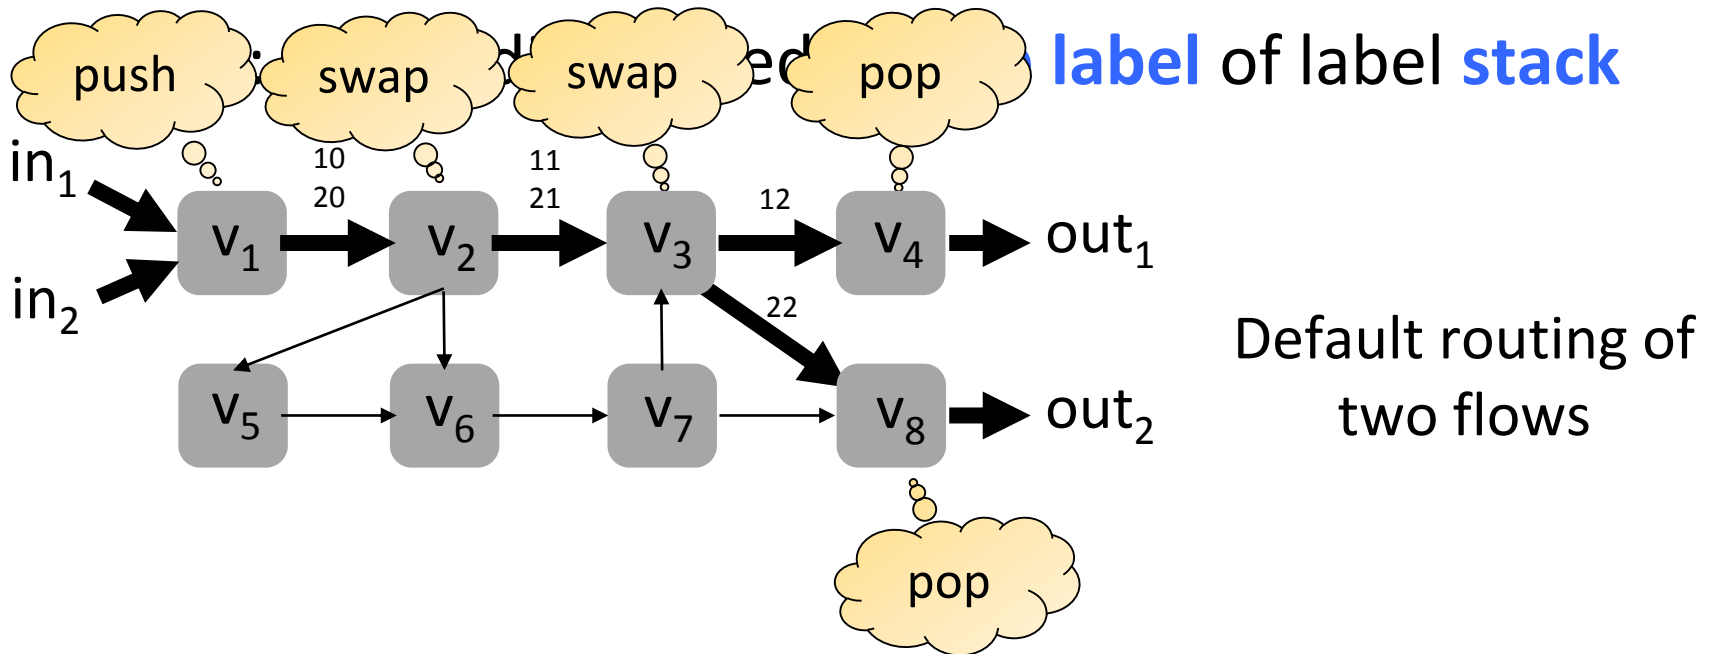 push swap swap pop label of label stack
in1
10 11
20 21 12
v1 v2 v3 v4 out1
in2
22
Default routing of
two flows
v5 v6 v7 v8 out2
pop